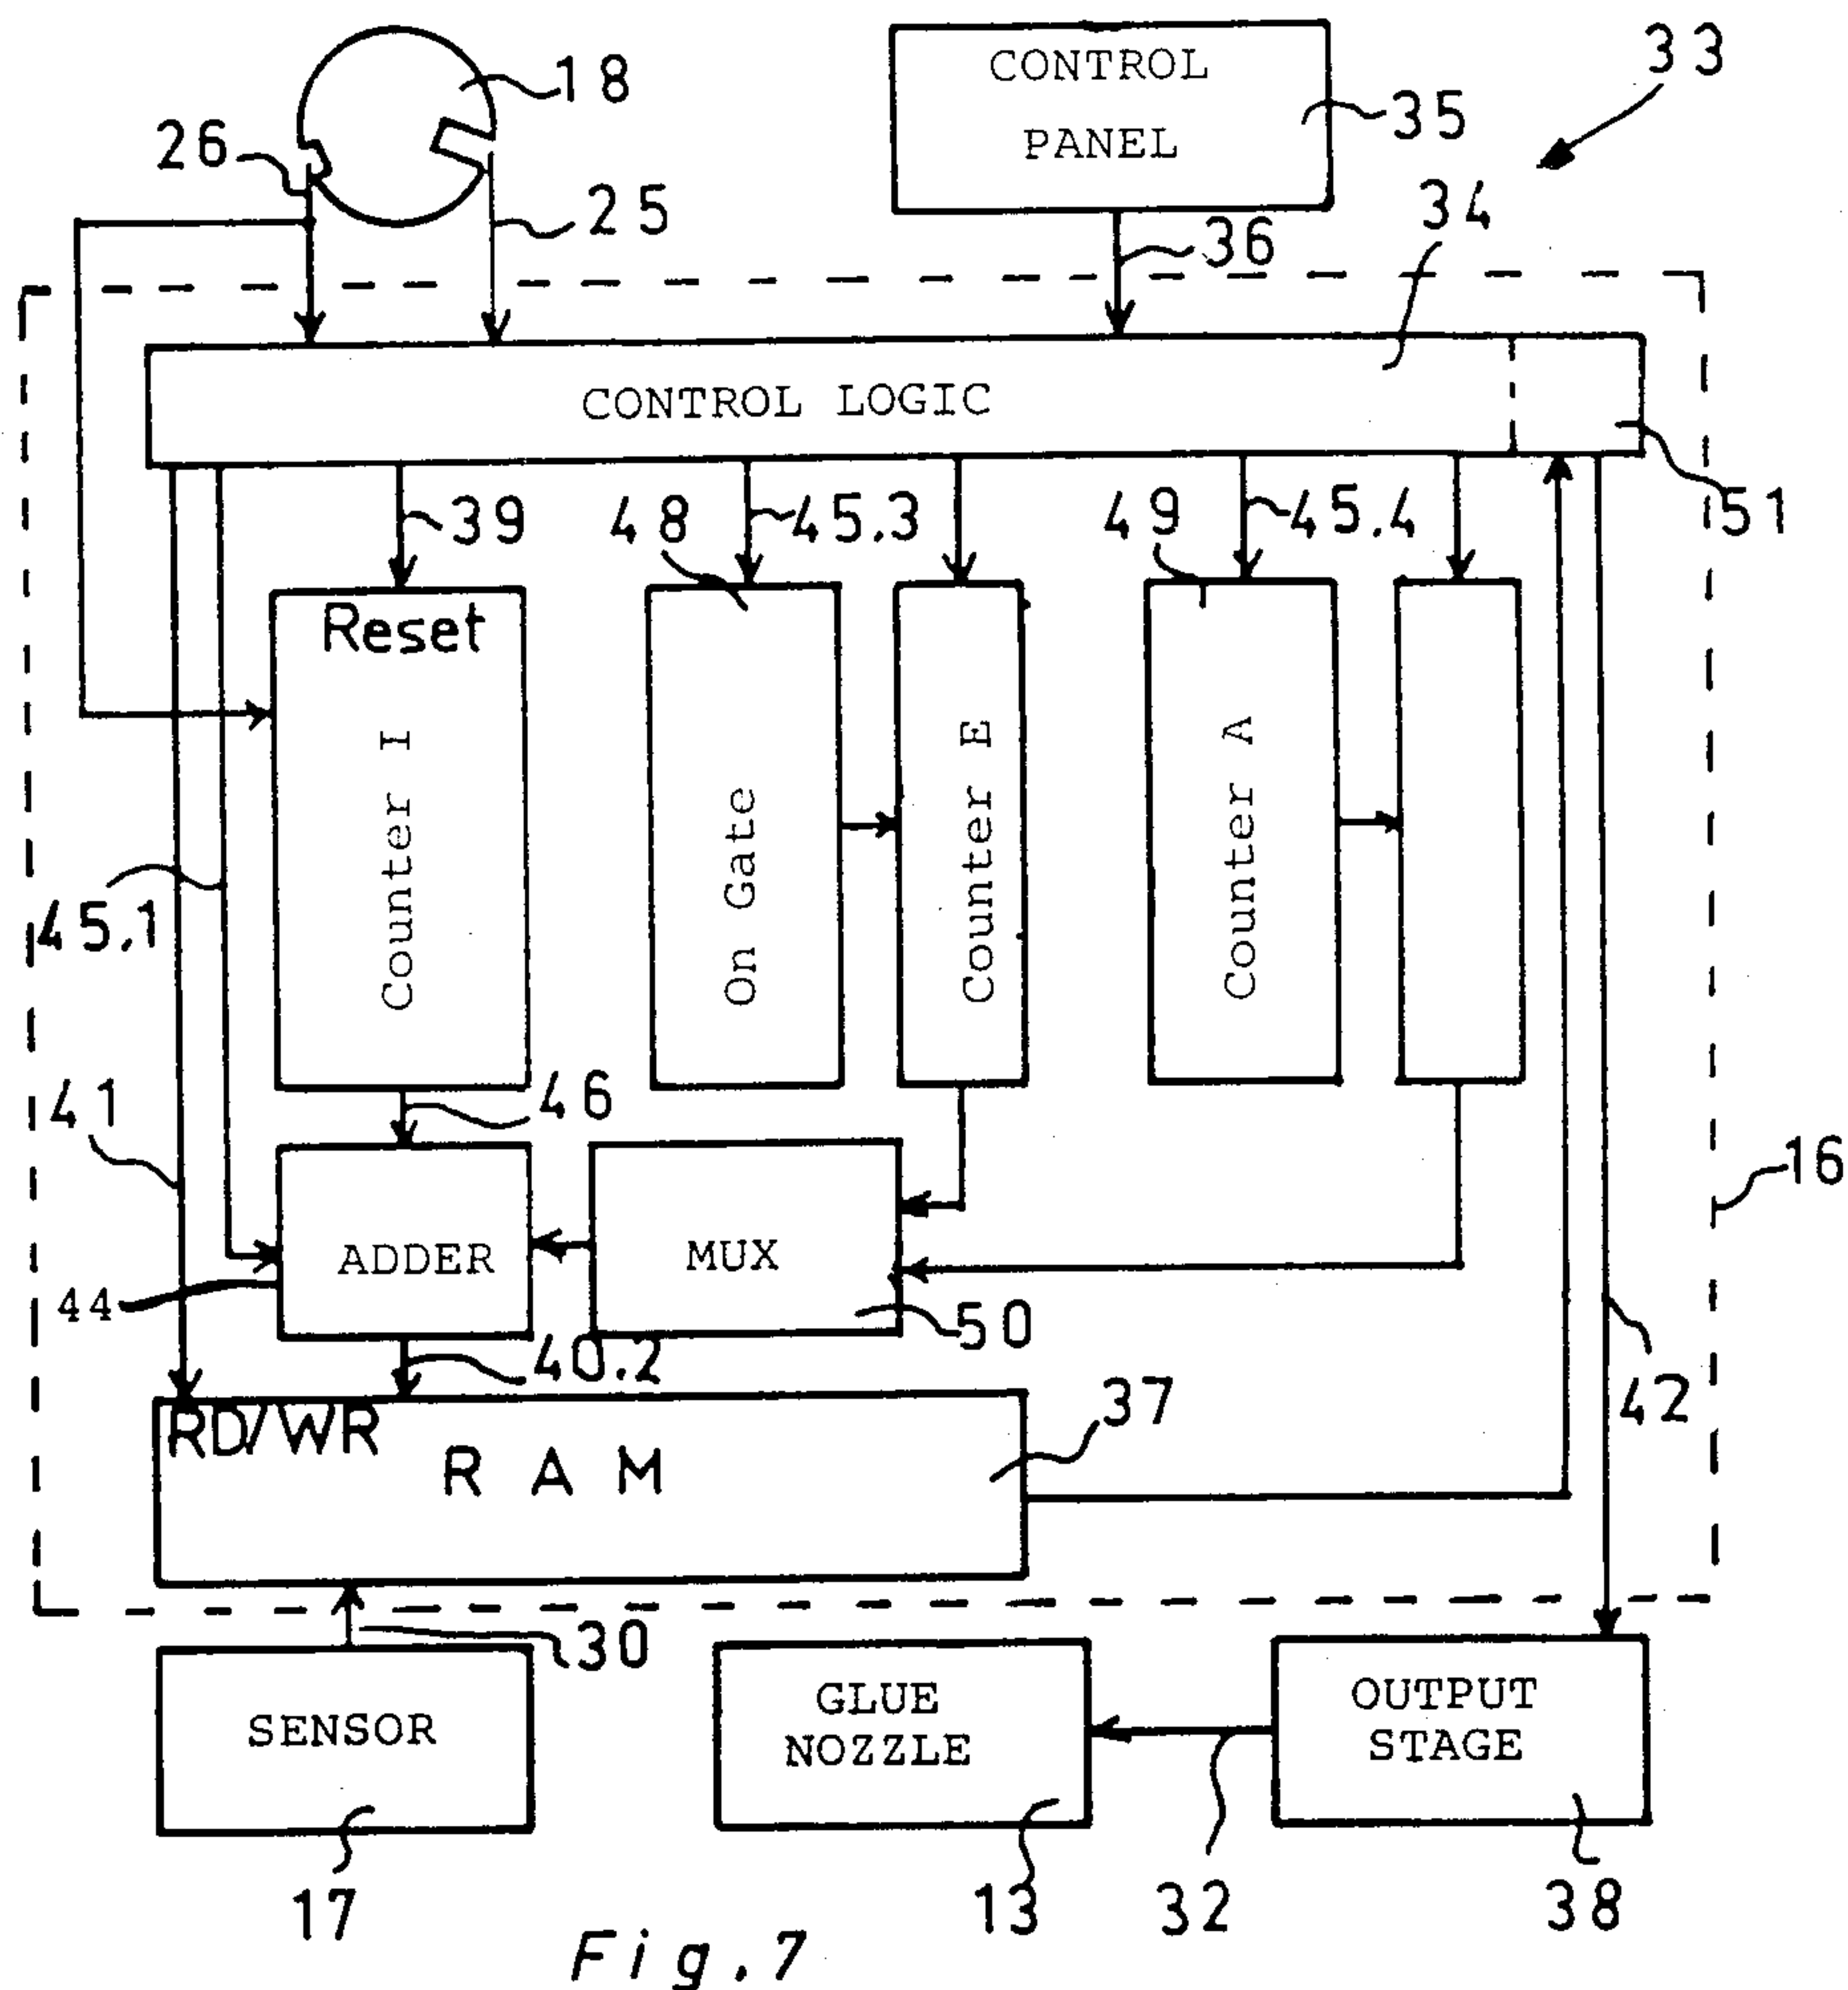 18
CONTROL
PANEL
33
35
26
25
34
36
CONTROL LOGIC
51
39
48
45.3
49
45.4
Reset
Counter I
On Gate
Counter E
Counter A
45.1
41
46
16
ADDER
MUX
44
50
40.2
42
37
RD/WR
R A M
30
SENSOR
GLUE
NOZZLE
OUTPUT
STAGE
17
13
32
38
Fig. 7